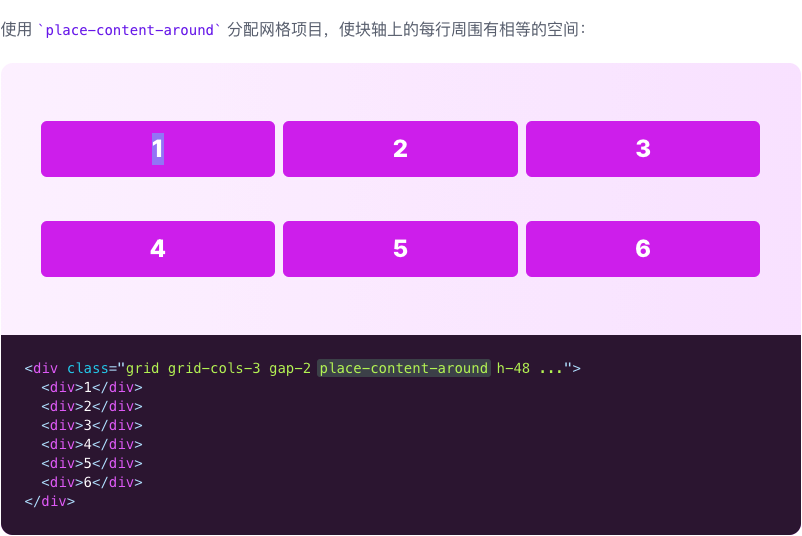 使用 `place-content-around` 分配网格项目，使块轴上的每行周围有相等的空间：
1
2
3
4
5
6
<div class="grid grid-cols-3 gap-2 place-content-around h-48 ...">
  <div>1</div>
  <div>2</div>
  <div>3</div>
  <div>4</div>
  <div>5</div>
  <div>6</div>
</div>